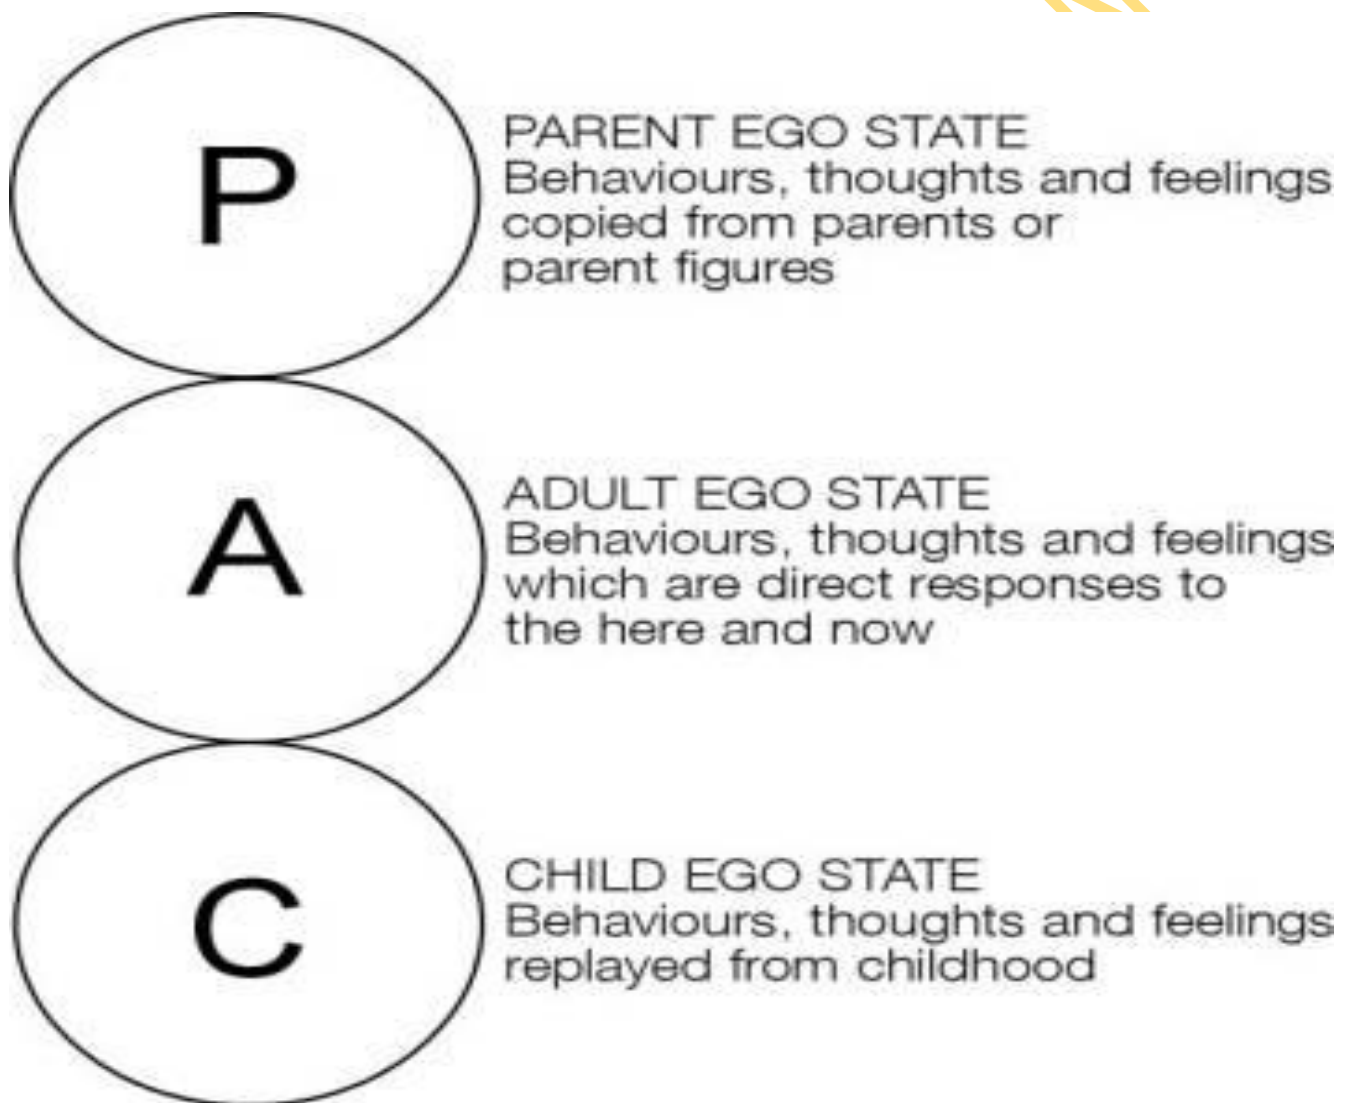 P
PARENT EGO STATE
Behaviours, thoughts and feelings
copied from parents or
parent figures
A
ADULT EGO STATE
Behaviours, thoughts and feelings
which are direct responses to
the here and now
C
CHILD EGO STATE
Behaviours, thoughts and feelings
replayed from childhood